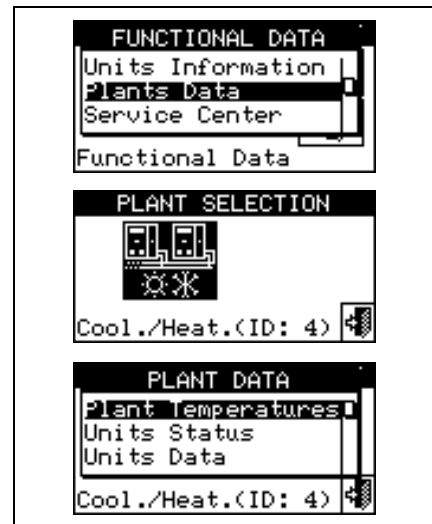 FUNCTIONAL DATA
Units Information
Plants Data
Service Center
Functional Data
PLANT SELECTION
Cool./Heat.(ID: 4)
PLANT DATA
Plant Temperatures
Units Status
Units Data
Cool./Heat.(ID: 4)